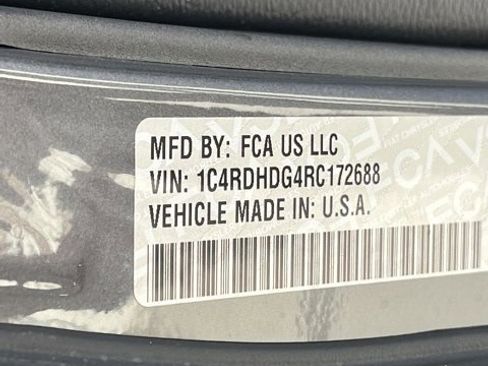 MFD BY: FCA US LLC
VIN: 1C4RDHDG4RC172688
VEHICLE MADE IN: U.S.A.